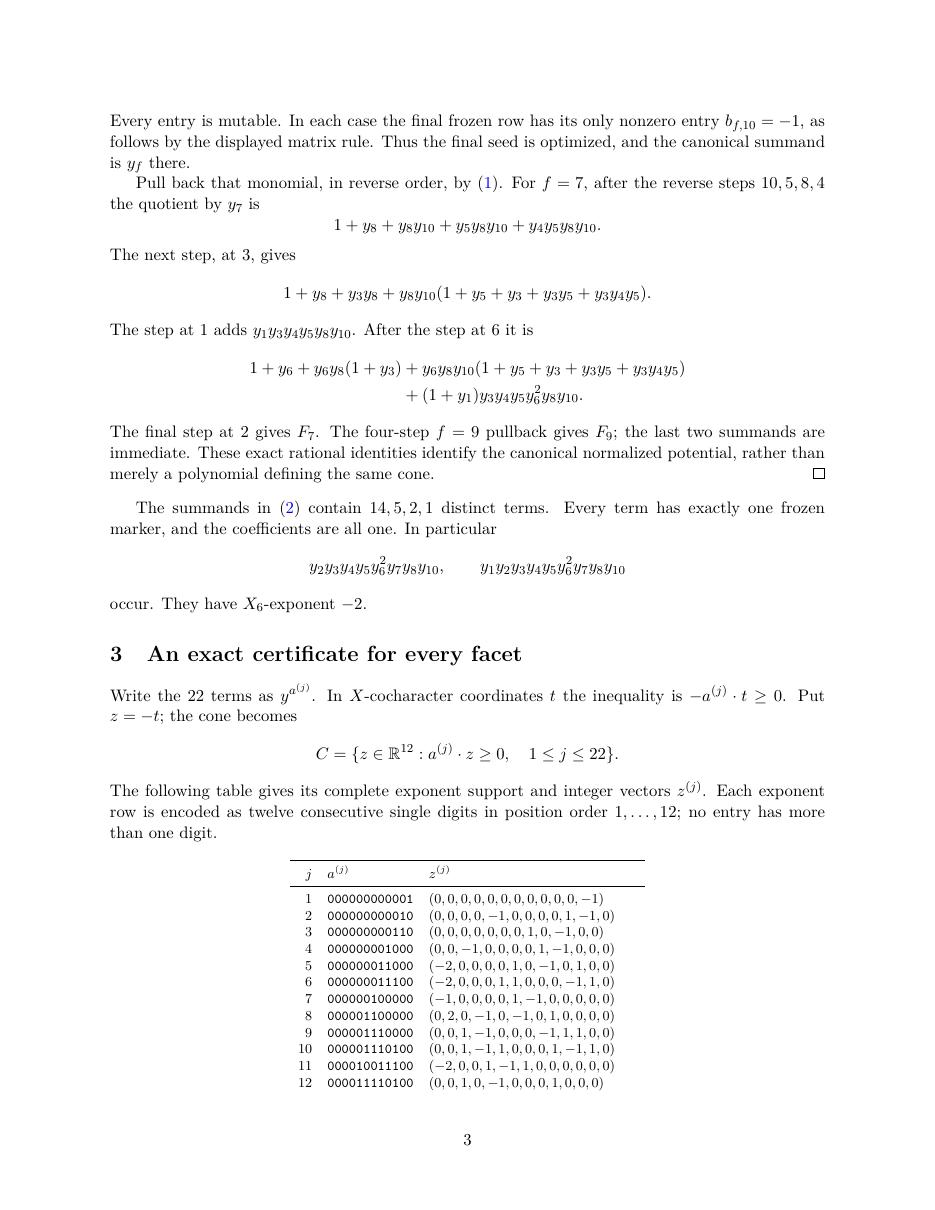 Every entry is mutable. In each case the final frozen row has its only nonzero entry b_{f,10} = −1, as
follows by the displayed matrix rule. Thus the final seed is optimized, and the canonical summand
is y_f there.
Pull back that monomial, in reverse order, by (1). For f = 7, after the reverse steps 10, 5, 8, 4
the quotient by y_7 is
1 + y_8 + y_8y_{10} + y_5y_8y_{10} + y_4y_5y_8y_{10}.
The next step, at 3, gives
1 + y_8 + y_3y_8 + y_8y_{10}(1 + y_5 + y_3 + y_3y_5 + y_3y_4y_5).
The step at 1 adds y_1y_3y_4y_5y_8y_{10}. After the step at 6 it is
1 + y_6 + y_6y_8(1 + y_3) + y_6y_8y_{10}(1 + y_5 + y_3 + y_3y_5 + y_3y_4y_5)
+ (1 + y_1)y_3y_4y_5y_6^2y_8y_{10}.
The final step at 2 gives F_7. The four-step f = 9 pullback gives F_9; the last two summands are
immediate. These exact rational identities identify the canonical normalized potential, rather than
merely a polynomial defining the same cone. □
The summands in (2) contain 14, 5, 2, 1 distinct terms. Every term has exactly one frozen
marker, and the coefficients are all one. In particular
y_2y_3y_4y_5y_6^2y_7y_8y_{10}, y_1y_2y_3y_4y_5y_6^2y_7y_8y_{10}
occur. They have X_6-exponent −2.
3 An exact certificate for every facet
Write the 22 terms as y^{a^{(j)}}. In X-cocharacter coordinates t the inequality is −a^{(j)} · t ≥ 0. Put
z = −t; the cone becomes
C = {z ∈ ℝ^{12} : a^{(j)} · z ≥ 0, 1 ≤ j ≤ 22}.
The following table gives its complete exponent support and integer vectors z^{(j)}. Each exponent
row is encoded as twelve consecutive single digits in position order 1, . . . , 12; no entry has more
than one digit.
j a^{(j)} z^{(j)}
1 000000000001 (0, 0, 0, 0, 0, 0, 0, 0, 0, 0, 0, −1)
2 000000000010 (0, 0, 0, 0, −1, 0, 0, 0, 0, 1, −1, 0)
3 000000000110 (0, 0, 0, 0, 0, 0, 0, 1, 0, −1, 0, 0)
4 000000001000 (0, 0, −1, 0, 0, 0, 0, 1, −1, 0, 0, 0)
5 000000011000 (−2, 0, 0, 0, 0, 1, 0, −1, 0, 1, 0, 0)
6 000000011100 (−2, 0, 0, 0, 1, 1, 0, 0, 0, −1, 1, 0)
7 000000100000 (−1, 0, 0, 0, 0, 1, −1, 0, 0, 0, 0, 0)
8 000001100000 (0, 2, 0, −1, 0, −1, 0, 1, 0, 0, 0, 0)
9 000001110000 (0, 0, 1, −1, 0, 0, 0, −1, 1, 1, 0, 0)
10 000001110100 (0, 0, 1, −1, 1, 0, 0, 0, 1, −1, 1, 0)
11 000010011100 (−2, 0, 0, 1, −1, 1, 0, 0, 0, 0, 0, 0)
12 000011110100 (0, 0, 1, 0, −1, 0, 0, 0, 1, 0, 0, 0)
3